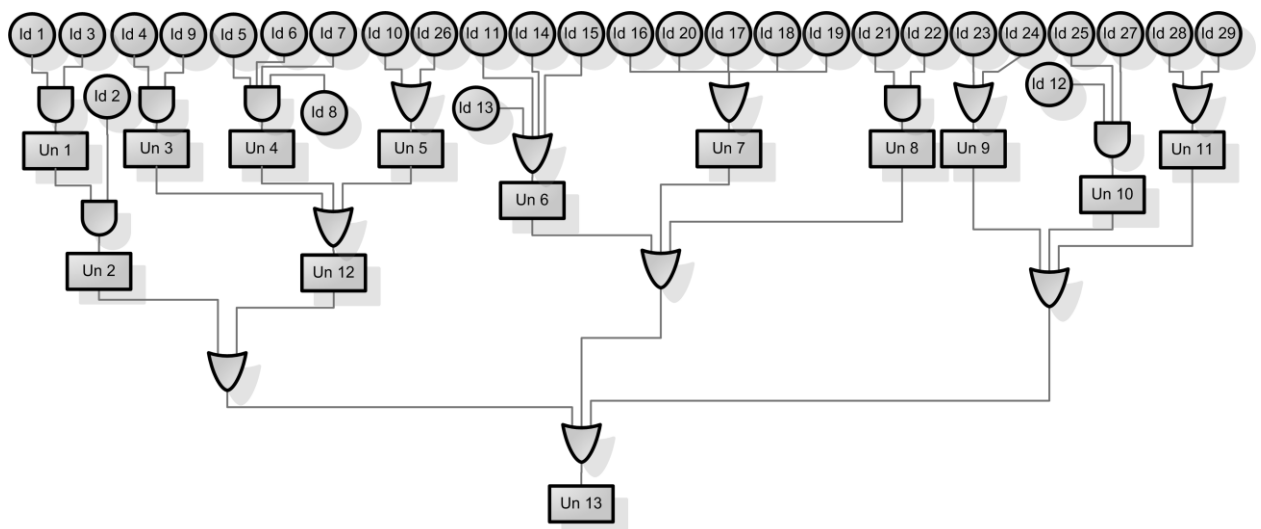 Id 1 Id 3 Id 4 Id 9 Id 5 Id 6 Id 7 Id 10 Id 26 Id 11 Id 14 Id 15 Id 16 Id 20 Id 17 Id 18 Id 19 Id 21 Id 22 Id 23 Id 24 Id 25 Id 27 Id 28 Id 29
Id 2 Id 8 Id 13 Id 12
Un 1 Un 3 Un 4 Un 5 Un 7 Un 8 Un 9 Un 11
Un 6 Un 10
Un 2 Un 12
Un 13